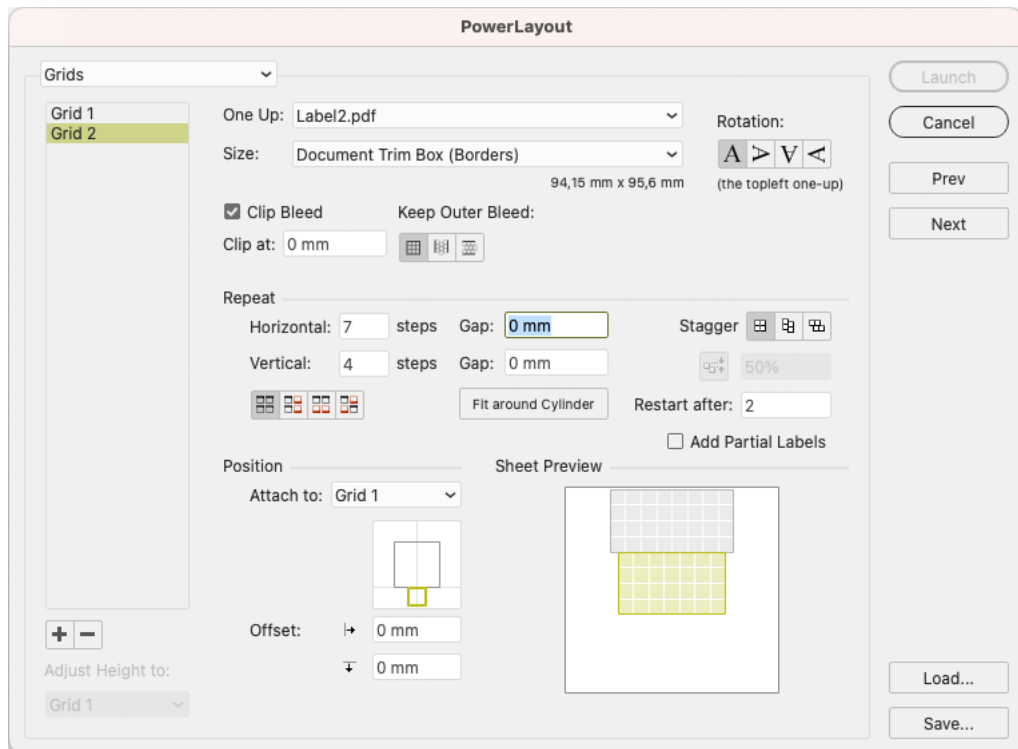 PowerLayout
Grids
Launch
Grid 1
Grid 2
One Up: Label2.pdf
Rotation:
Cancel
Size: Document Trim Box (Borders)
A A A A
94,15 mm x 95,6 mm
(the topleft one-up)
Prev
Clip Bleed
Keep Outer Bleed:
Next
Clip at: 0 mm
Repeat
Horizontal: 7 steps Gap: 0 mm
Stagger
Vertical: 4 steps Gap: 0 mm
50%
Fit around Cylinder
Restart after: 2
Add Partial Labels
Position
Sheet Preview
Attach to: Grid 1
Offset: 0 mm
0 mm
Adjust Height to:
Grid 1
Load...
Save...